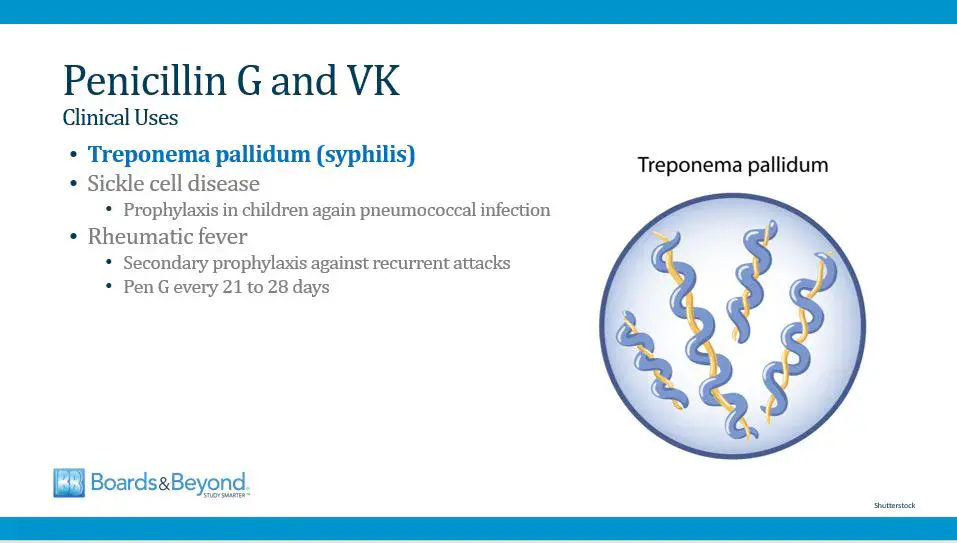 Penicillin G and VK
Clinical Uses
• Treponema pallidum (syphilis)
• Sickle cell disease
• Prophylaxis in children again pneumococcal infection
• Rheumatic fever
• Secondary prophylaxis against recurrent attacks
• Pen G every 21 to 28 days
Treponema pallidum
BB Boards&Beyond
STUDY SMARTER
Shutterstock